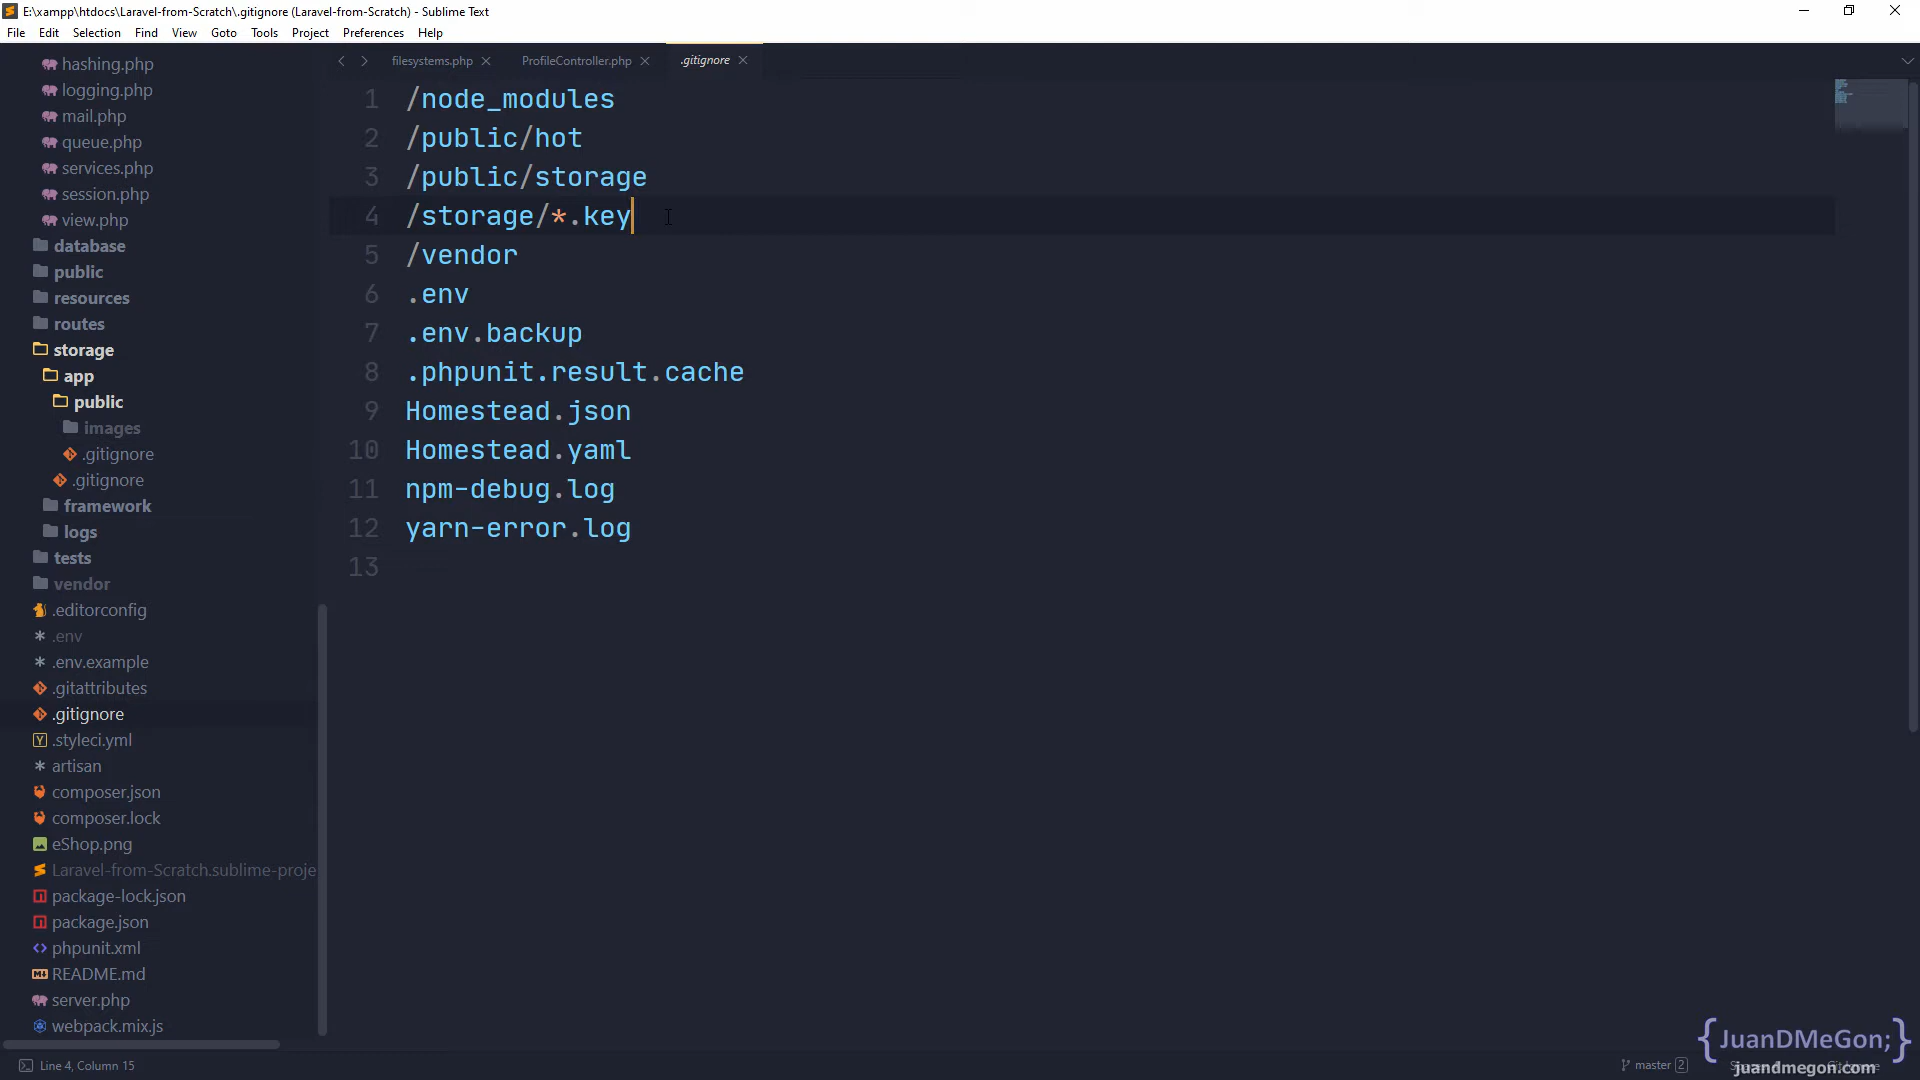 E:\xampp\htdocs\Laravel-from-Scratch\.gitignore (Laravel-from-Scratch) - Sublime Text
File Edit Selection Find View Goto Tools Project Preferences Help
hashing.php
logging.php
mail.php
queue.php
services.php
session.php
view.php
database
public
resources
routes
storage
app
public
images
.gitignore
.gitignore
framework
logs
tests
vendor
.editorconfig
.env
.env.example
.gitattributes
.gitignore
.styleci.yml
artisan
composer.json
composer.lock
eShop.png
Laravel-from-Scratch.sublime-proje
package-lock.json
package.json
phpunit.xml
README.md
server.php
webpack.mix.js
filesystems.php ProfileController.php .gitignore
1 /node_modules
2 /public/hot
3 /public/storage
4 /storage/*.key
5 /vendor
6 .env
7 .env.backup
8 .phpunit.result.cache
9 Homestead.json
10 Homestead.yaml
11 npm-debug.log
12 yarn-error.log
13
{JuanDMeGon;}
juandmegon.com
Line 4, Column 15
master 2